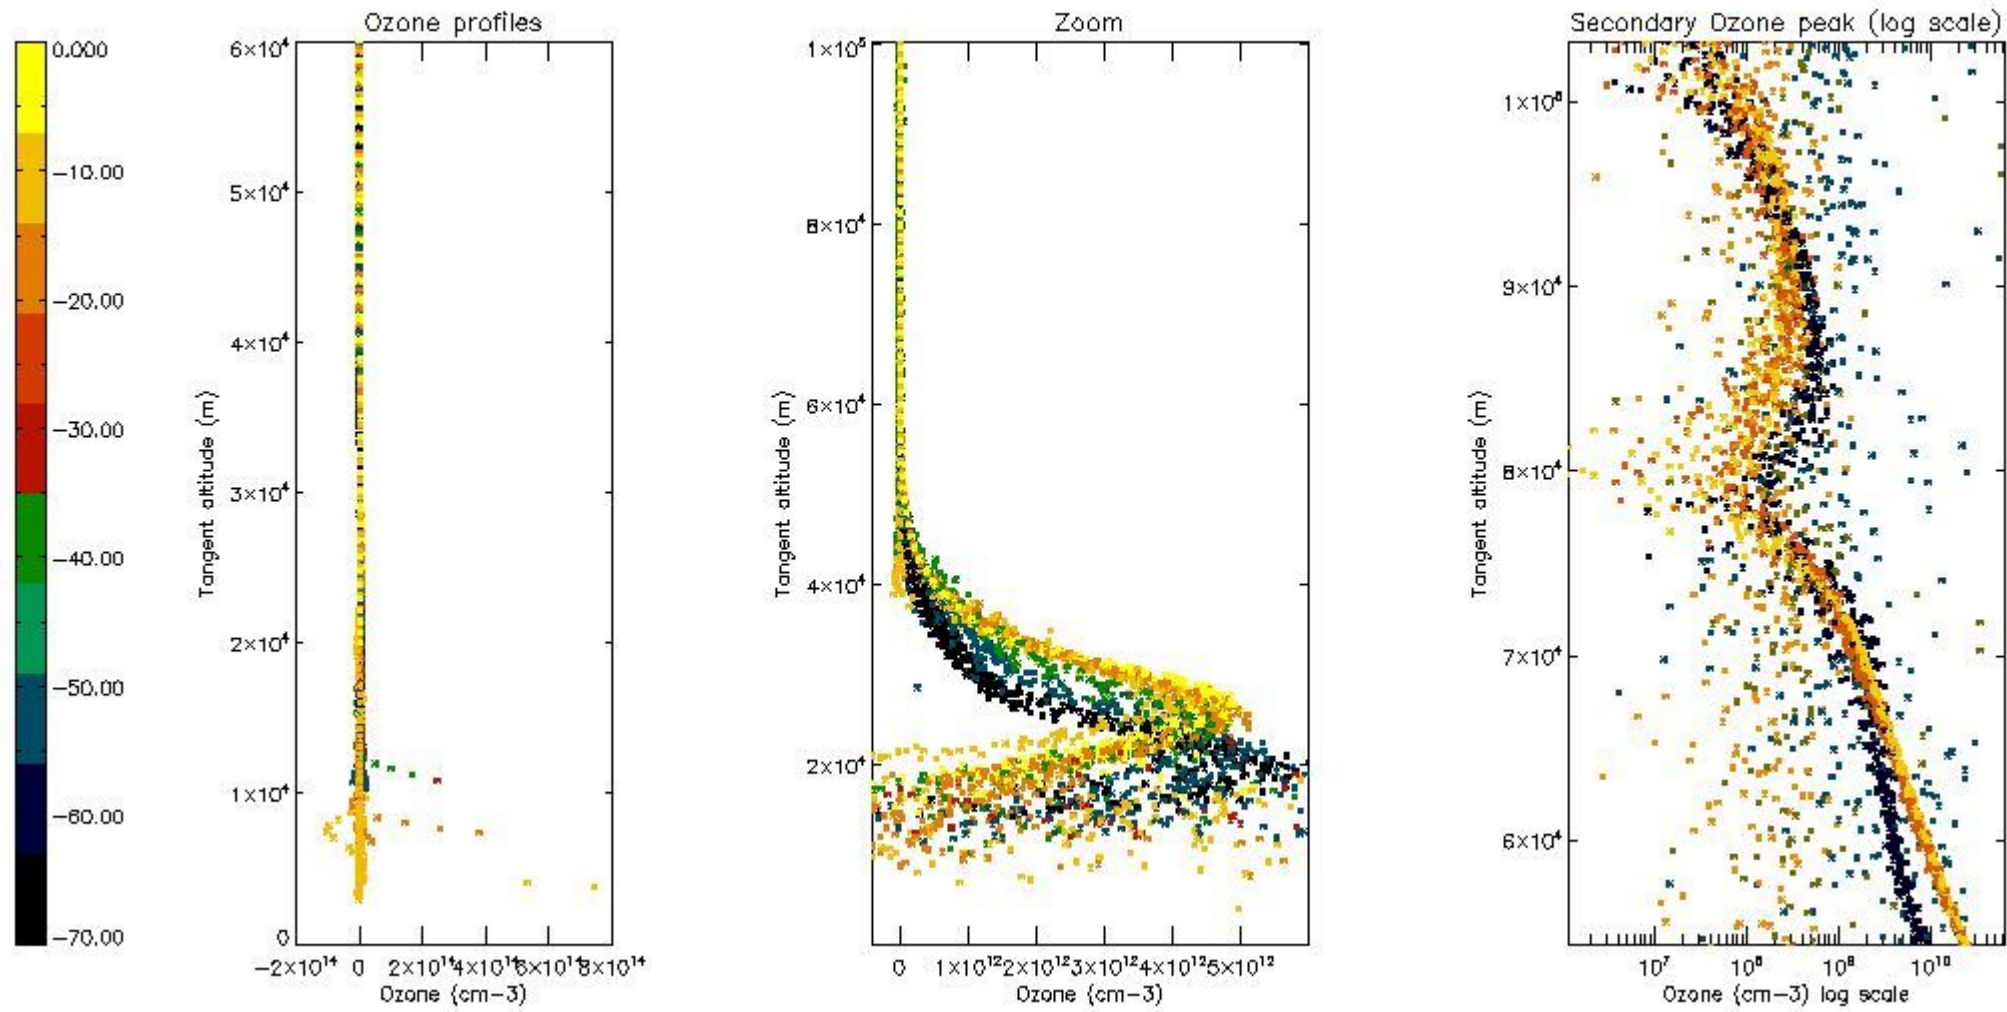 Ozone profiles
Zoom
Secondary Ozone peak (log scale)
0.000
-10.00
-20.00
-30.00
-40.00
-50.00
-60.00
-70.00
Tangent altitude (m)
6×10⁴
5×10⁴
4×10⁴
3×10⁴
2×10⁴
1×10⁴
0
-2×10¹⁴ 0 2×10¹⁴ 4×10¹⁴ 6×10¹⁴ 8×10¹⁴
Ozone (cm-3)
Tangent altitude (m)
1×10⁵
8×10⁴
6×10⁴
4×10⁴
2×10⁴
0 1×10¹² 2×10¹² 3×10¹² 4×10¹² 5×10¹²
Ozone (cm-3)
Tangent altitude (m)
1×10⁵
9×10⁴
8×10⁴
7×10⁴
6×10⁴
10⁷ 10⁸ 10⁹ 10¹⁰
Ozone (cm-3) log scale